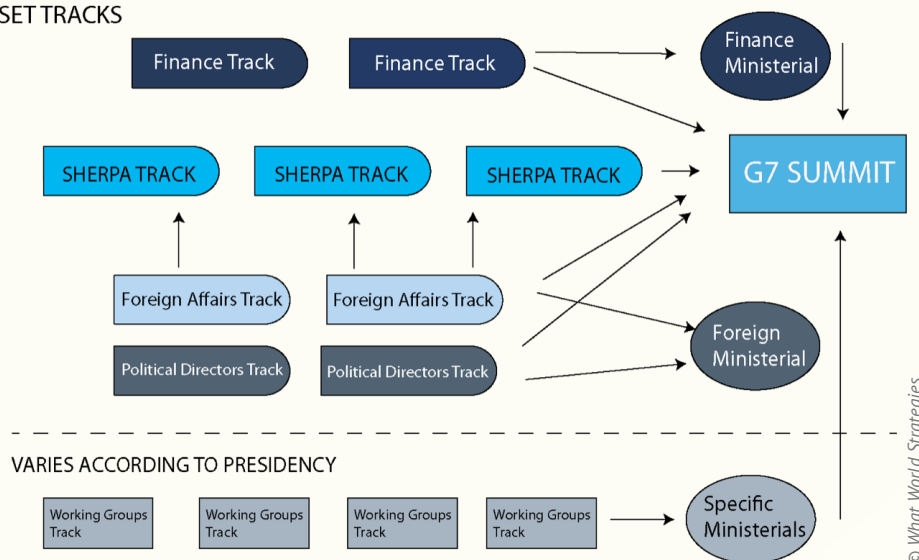 SET TRACKS
Finance Track
Finance Track
Finance
Ministerial
SHERPA TRACK
SHERPA TRACK
SHERPA TRACK
G7 SUMMIT
Foreign Affairs Track
Foreign Affairs Track
Political Directors Track
Political Directors Track
Foreign
Ministerial
VARIES ACCORDING TO PRESIDENCY
Working Groups
Track
Working Groups
Track
Working Groups
Track
Working Groups
Track
Specific
Ministerials
© What World Strategies